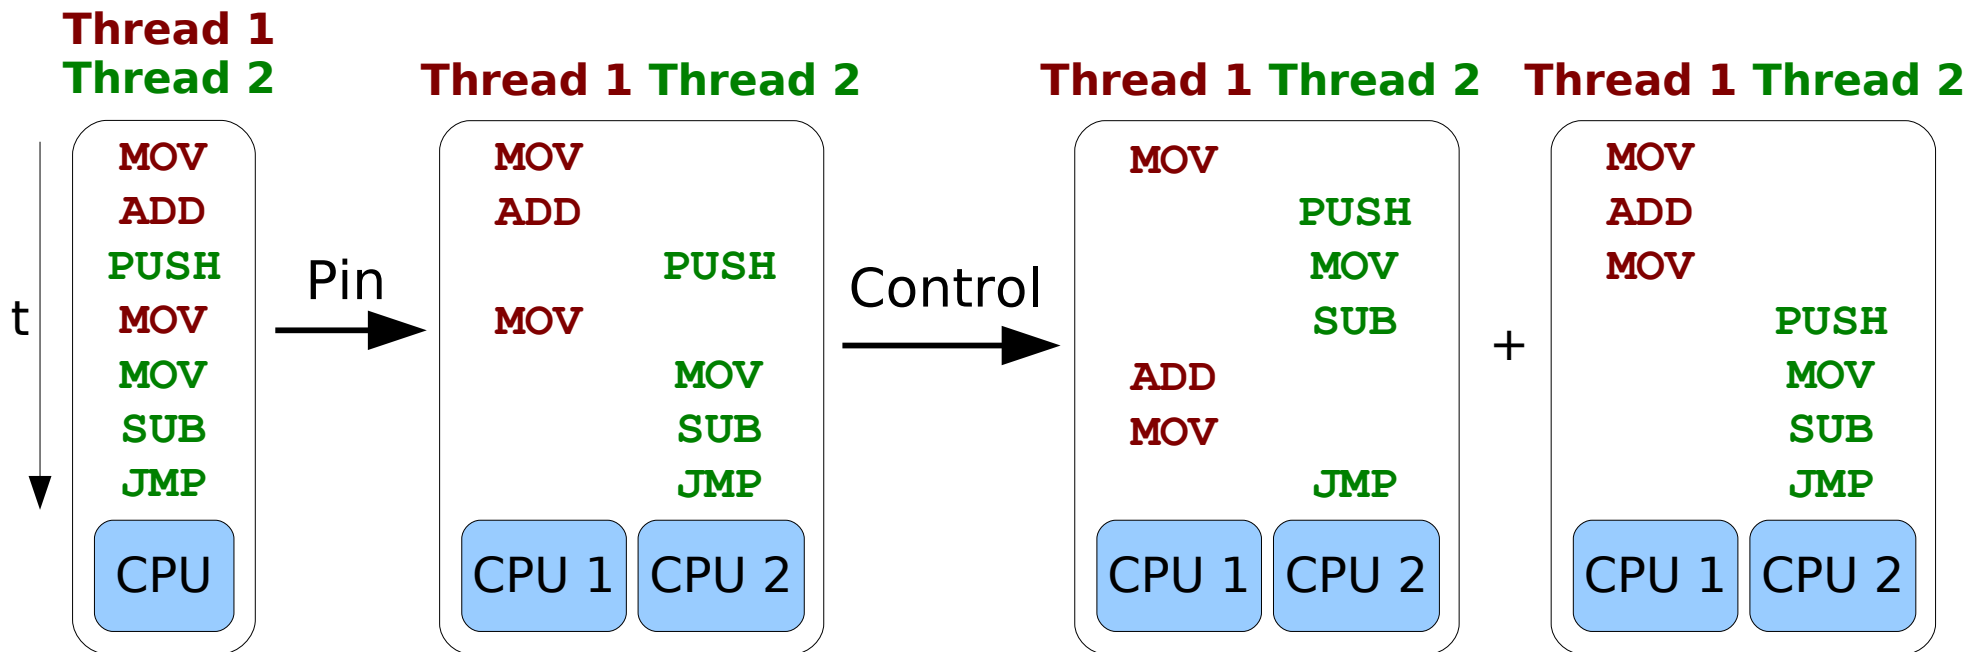 Thread 1
Thread 2
Thread 1 Thread 2
Thread 1 Thread 2
Thread 1 Thread 2
t
MOV
ADD
PUSH
MOV
MOV
SUB
JMP
CPU
Pin
MOV
ADD
PUSH
MOV
MOV
SUB
JMP
CPU 1 CPU 2
Control
MOV
PUSH
MOV
SUB
ADD
MOV
JMP
CPU 1 CPU 2
+
MOV
ADD
MOV
PUSH
MOV
SUB
JMP
CPU 1 CPU 2